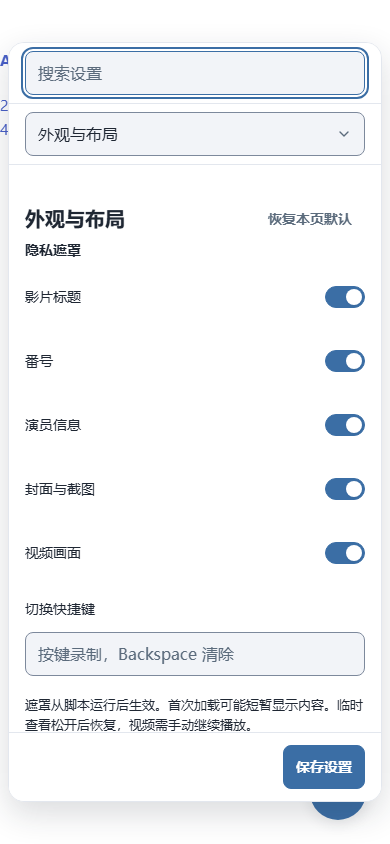 搜索设置
外观与布局
外观与布局
恢复本页默认
隐私遮罩
影片标题
番号
演员信息
封面与截图
视频画面
切换快捷键
按键录制，Backspace 清除
遮罩从脚本运行后生效。首次加载可能短暂显示内容。临时
查看松开后恢复，视频需手动继续播放。
保存设置